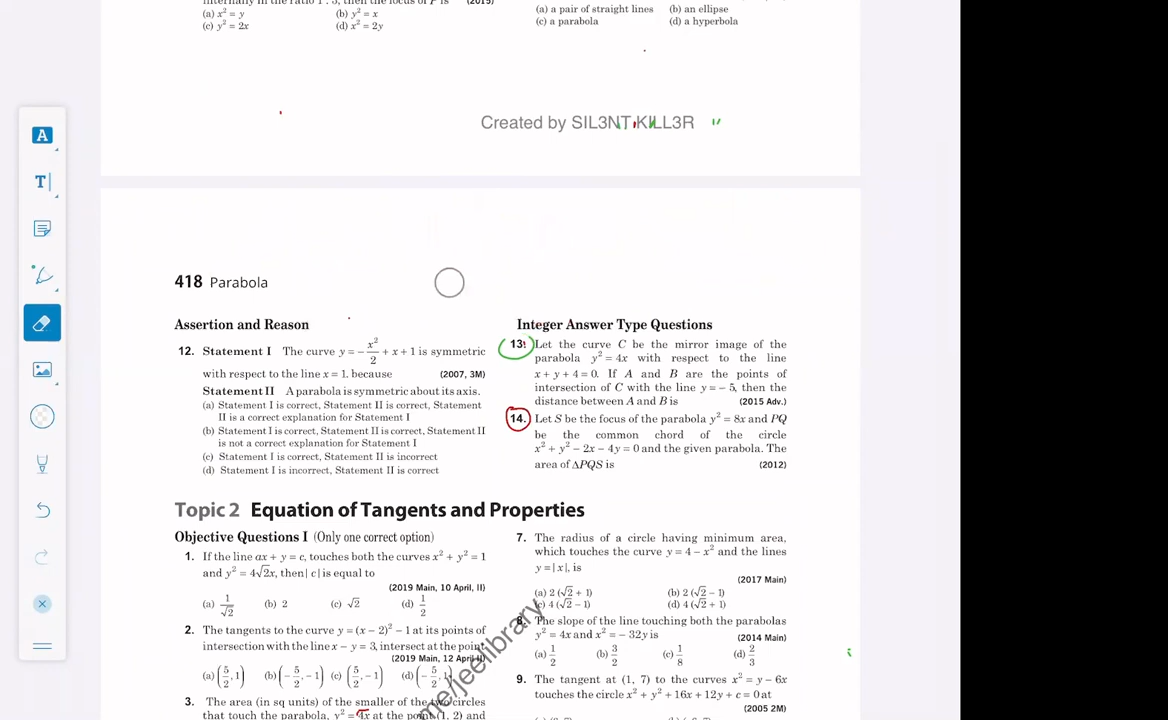 (a) x² = y (b) y² = x
(c) y² = 2x (d) x² = 2y
(a) a pair of straight lines (b) an ellipse
(c) a parabola (d) a hyperbola
Created by SIL3NT KILL3R
418 Parabola
Assertion and Reason
12. Statement I The curve y = − x²/2 + x + 1 is symmetric
with respect to the line x = 1. because (2007, 3M)
Statement II A parabola is symmetric about its axis.
(a) Statement I is correct, Statement II is correct, Statement
II is a correct explanation for Statement I
(b) Statement I is correct, Statement II is correct, Statement II
is not a correct explanation for Statement I
(c) Statement I is correct, Statement II is incorrect
(d) Statement I is incorrect, Statement II is correct
Integer Answer Type Questions
13. Let the curve C be the mirror image of the
parabola y² = 4x with respect to the line
x + y + 4 = 0. If A and B are the points of
intersection of C with the line y = − 5, then the
distance between A and B is (2015 Adv.)
14. Let S be the focus of the parabola y² = 8x and PQ
be the common chord of the circle
x² + y² − 2x − 4y = 0 and the given parabola. The
area of ΔPQS is (2012)
Topic 2 Equation of Tangents and Properties
Objective Questions I (Only one correct option)
1. If the line ax + y = c, touches both the curves x² + y² = 1
and y² = 4√2x, then | c| is equal to
(2019 Main, 10 April, II)
(a) 1/√2 (b) 2 (c) √2 (d) 1/2
2. The tangents to the curve y = (x − 2)² − 1 at its points of
intersection with the line x − y = 3, intersect at the point
(2019 Main, 12 April II)
(a) (5/2, 1) (b) (− 5/2, − 1) (c) (5/2, − 1) (d) (− 5/2, 1)
3. The area (in sq units) of the smaller of the two circles
that touch the parabola, y² = 4x at the point (1, 2) and
7. The radius of a circle having minimum area,
which touches the curve y = 4 − x² and the lines
y = | x |, is
(2017 Main)
(a) 2 (√2 + 1) (b) 2 (√2 − 1)
(c) 4 (√2 − 1) (d) 4 (√2 + 1)
8. The slope of the line touching both the parabolas
y² = 4x and x² = − 32y is (2014 Main)
(a) 1/2 (b) 3/2 (c) 1/8 (d) 2/3
9. The tangent at (1, 7) to the curves x² = y − 6x
touches the circle x² + y² + 16x + 12y + c = 0 at
(2005 2M)
me/jeelibrary